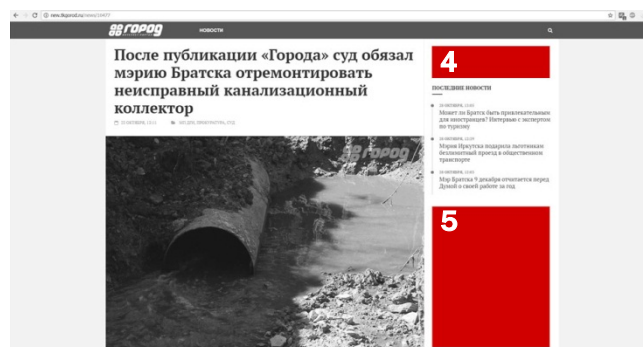 ГОРОД
НОВОСТИ
После публикации «Города» суд обязал
мэрию Братска отремонтировать
неисправный канализационный
коллектор
ГОРОД
4
ПОСЛЕДНИЕ НОВОСТИ
Может ли Братск быть привлекательным
для иностранцев? Интервью с экспертом
по туризму
Мэрия Иркутска подарила льготникам
безлимитный проезд в общественном
транспорте
Мэр Братска 9 декабря отчитается перед
Думой о своей работе за год
5